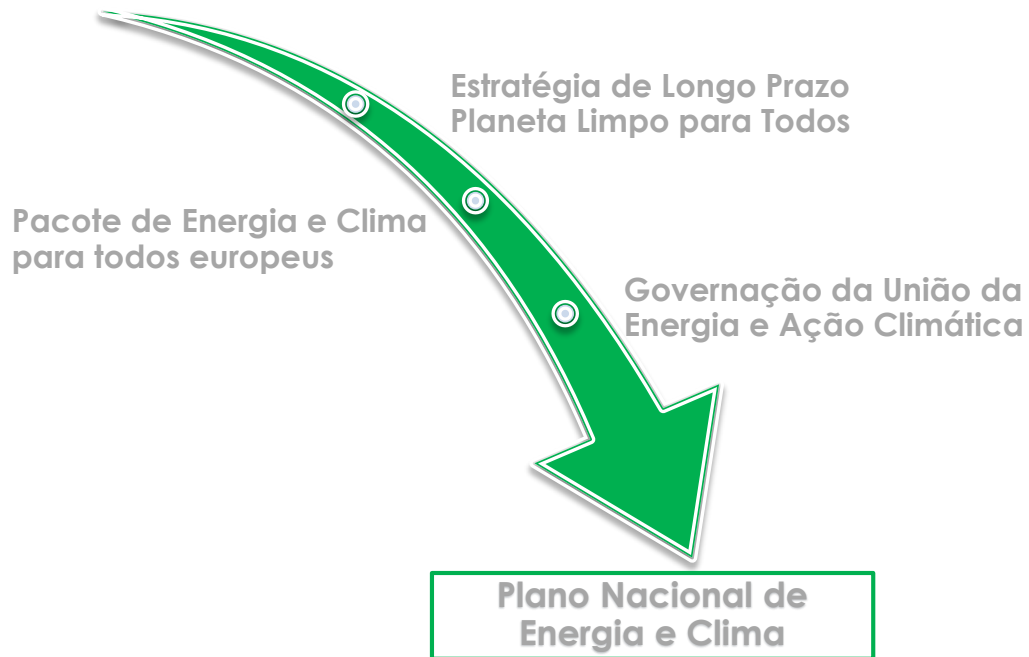 Estratégia de Longo Prazo
Planeta Limpo para Todos
Pacote de Energia e Clima
para todos europeus
Governação da União da
Energia e Ação Climática
Plano Nacional de
Energia e Clima